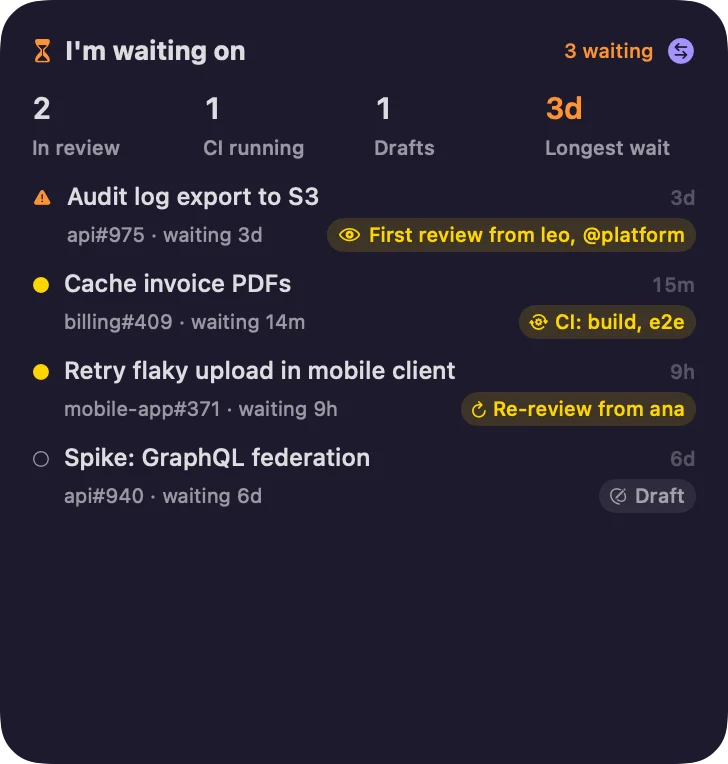 I'm waiting on
3 waiting
2
1
1
3d
In review
CI running
Drafts
Longest wait
Audit log export to S3
3d
api#975 · waiting 3d
First review from leo, @platform
Cache invoice PDFs
15m
billing#409 · waiting 14m
CI: build, e2e
Retry flaky upload in mobile client
9h
mobile-app#371 · waiting 9h
Re-review from ana
Spike: GraphQL federation
6d
api#940 · waiting 6d
Draft